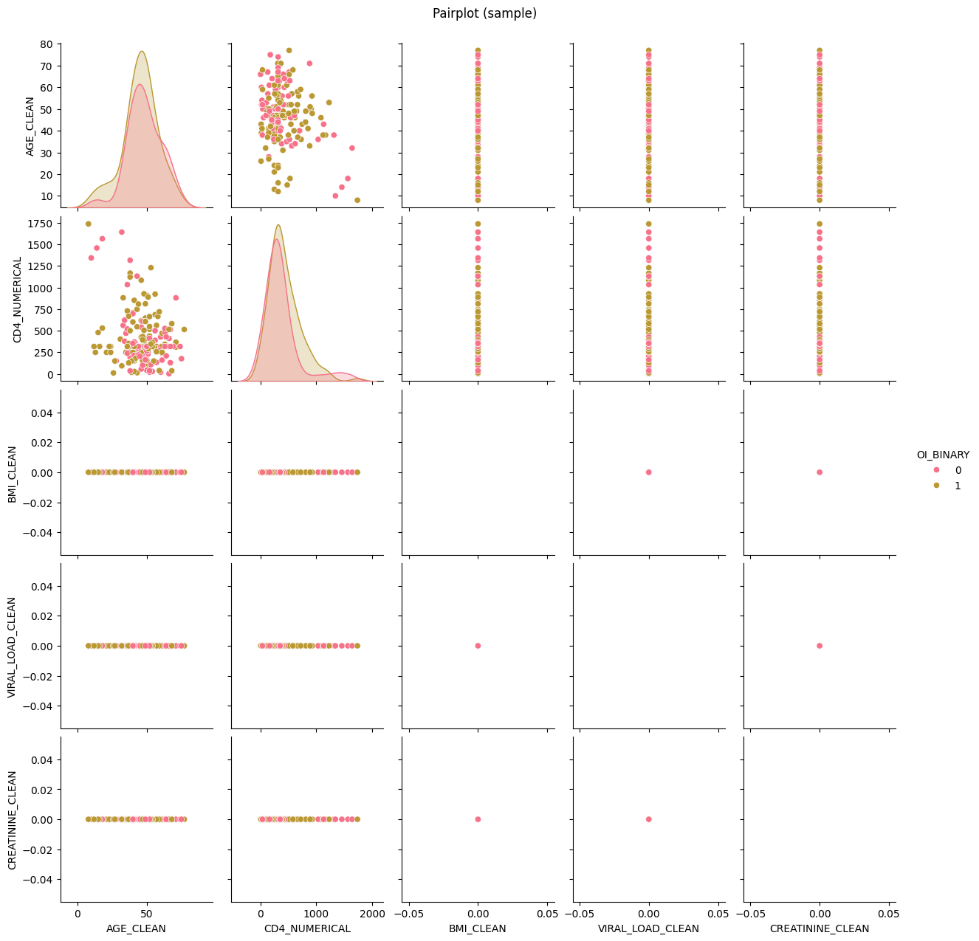 Pairplot (sample)
80
70
60
50
40
30
20
10
AGE_CLEAN
1750
1500
1250
1000
750
500
250
0
CD4_NUMERICAL
0.04
0.02
0.00
−0.02
−0.04
BMI_CLEAN
OI_BINARY
0
1
0.04
0.02
0.00
−0.02
−0.04
VIRAL_LOAD_CLEAN
0.04
0.02
0.00
−0.02
−0.04
CREATININE_CLEAN
0 50
0 1000 2000
−0.05 0.00 0.05
−0.05 0.00 0.05
−0.05 0.00 0.05
AGE_CLEAN
CD4_NUMERICAL
BMI_CLEAN
VIRAL_LOAD_CLEAN
CREATININE_CLEAN